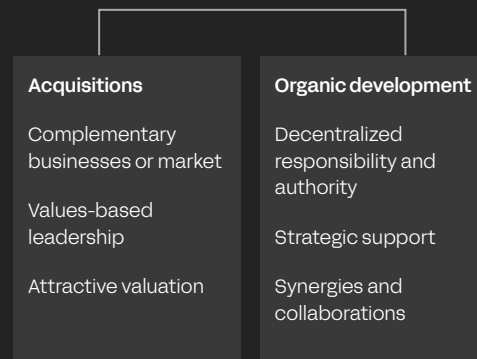 Acquisitions
Complementary
businesses or market
Values-based
leadership
Attractive valuation
Organic development
Decentralized
responsibility and
authority
Strategic support
Synergies and
collaborations